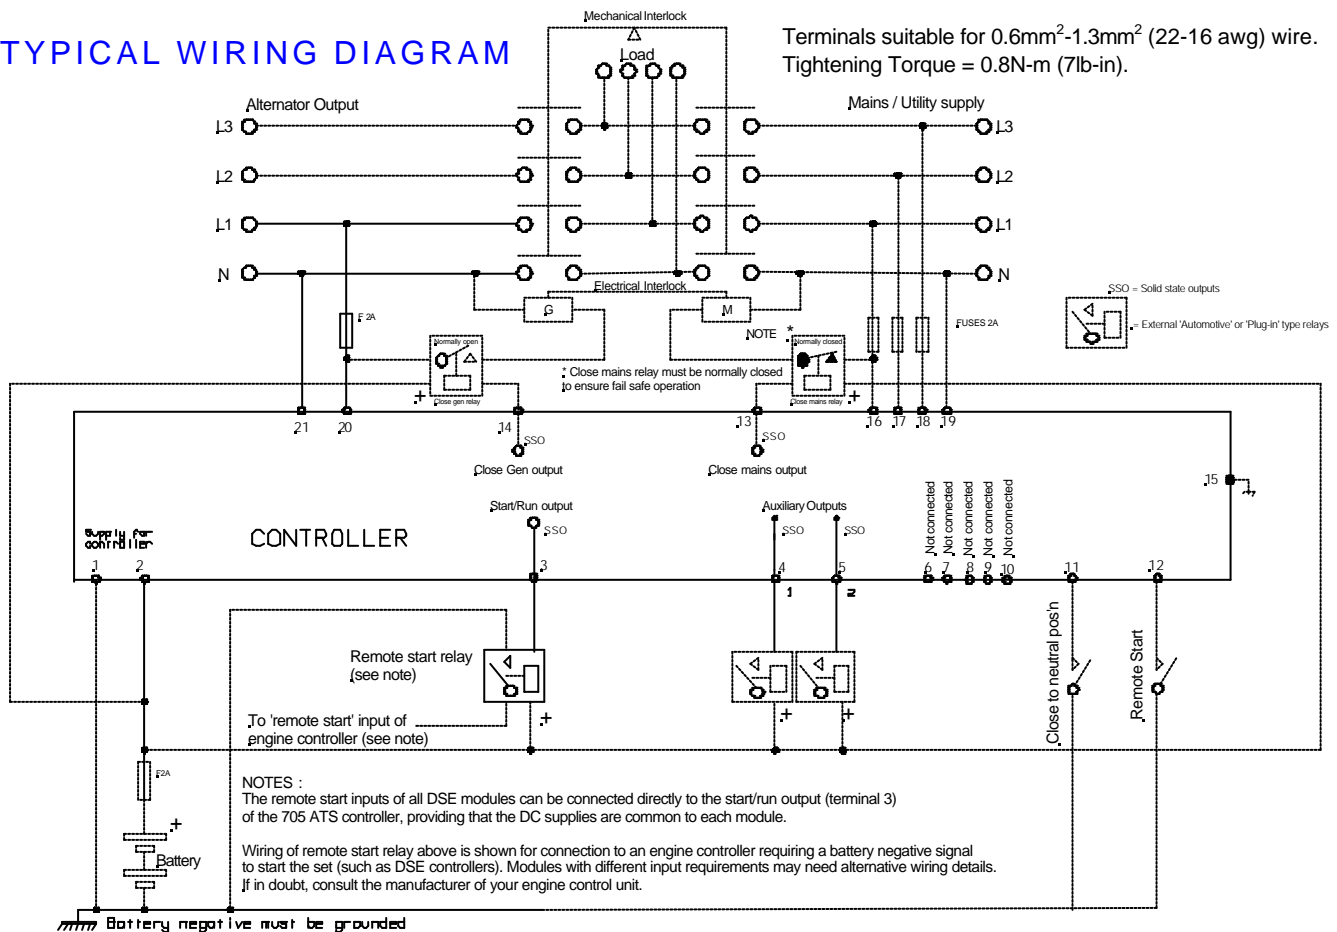 Mechanical Interlock
TYPICAL WIRING DIAGRAM
Load
Terminals suitable for 0.6mm²-1.3mm² (22-16 awg) wire.
Tightening Torque = 0.8N-m (7lb-in).
Alternator Output
Mains / Utility supply
L3
L3
L2
L2
L1
L1
N
N
Electrical Interlock
G
M
SSO = Solid state outputs
= External 'Automotive' or 'Plug-in' type relays
F 2A
FUSES 2A
NOTE *
Normally open
Normally closed
* Close mains relay must be normally closed
to ensure fail safe operation
+
Close gen relay
Close mains relay
+
21
20
14
13
16
17
18
19
SSO
SSO
Close Gen output
Close mains output
15
Start/Run output
Auxiliary Outputs
SSO
SSO
SSO
Not connected
Not connected
Not connected
Not connected
Not connected
Supply for
controller
CONTROLLER
1
2
3
4
5
6
7
8
9
10
11
12
1
2
Remote start relay
(see note)
Close to neutral pos'n
Remote Start
+
+
+
To 'remote start' input of
engine controller (see note)
F2A
+
Battery
NOTES :
The remote start inputs of all DSE modules can be connected directly to the start/run output (terminal 3)
of the 705 ATS controller, providing that the DC supplies are common to each module.
Wiring of remote start relay above is shown for connection to an engine controller requiring a battery negative signal
to start the set (such as DSE controllers). Modules with different input requirements may need alternative wiring details.
If in doubt, consult the manufacturer of your engine control unit.
Battery negative must be grounded